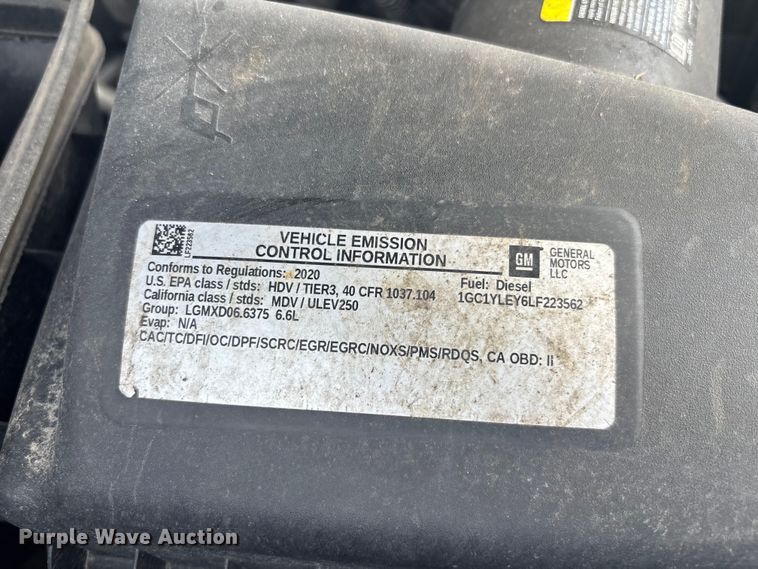 LF223562
VEHICLE EMISSION
CONTROL INFORMATION
GM
GENERAL
MOTORS
LLC
Conforms to Regulations: 2020
Fuel: Diesel
U.S. EPA class / stds: HDV / TIER3, 40 CFR 1037.104
1GC1YLEY6LF223562
California class / stds: MDV / ULEV250
Group: LGMXD06.6375 6.6L
Evap: N/A
CAC/TC/DFI/OC/DPF/SCRC/EGR/EGRC/NOXS/PMS/RDQS, CA OBD: II
Purple Wave Auction